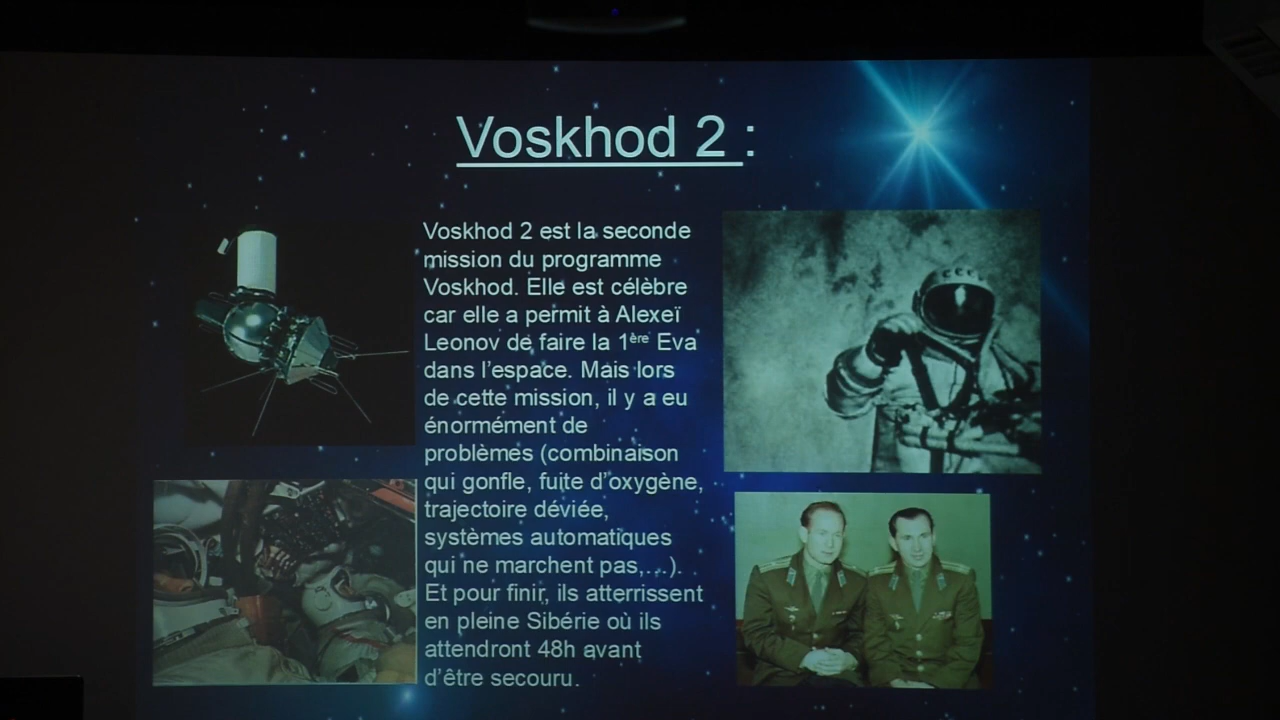 Voskhod 2 :
Voskhod 2 est la seconde
mission du programme
Voskhod. Elle est célèbre
car elle a permit à Alexeï
Leonov de faire la 1ère Eva
dans l'espace. Mais lors
de cette mission, il y a eu
énormément de
problèmes (combinaison
qui gonfle, fuite d'oxygène,
trajectoire déviée,
systèmes automatiques
qui ne marchent pas,…).
Et pour finir, ils atterrissent
en pleine Sibérie où ils
attendront 48h avant
d'être secouru.